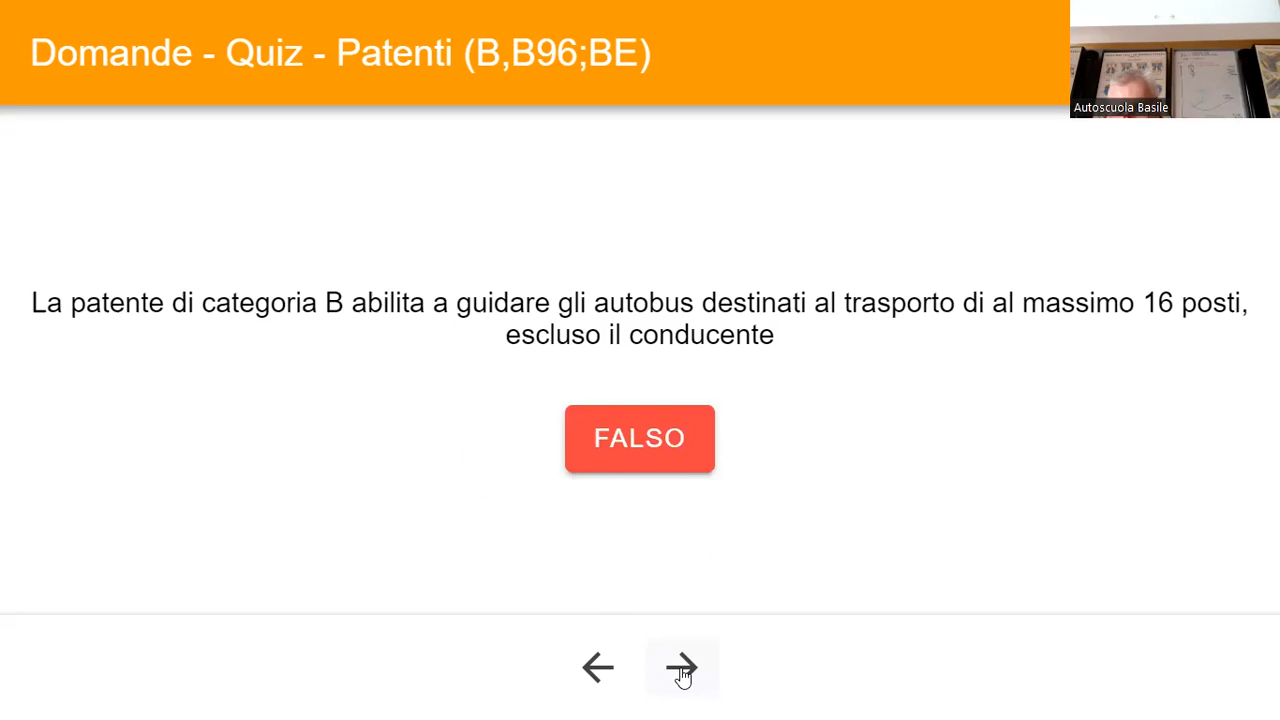 Domande - Quiz - Patenti (B,B96;BE)
Autoscuola Basile
La patente di categoria B abilita a guidare gli autobus destinati al trasporto di al massimo 16 posti,
escluso il conducente
FALSO